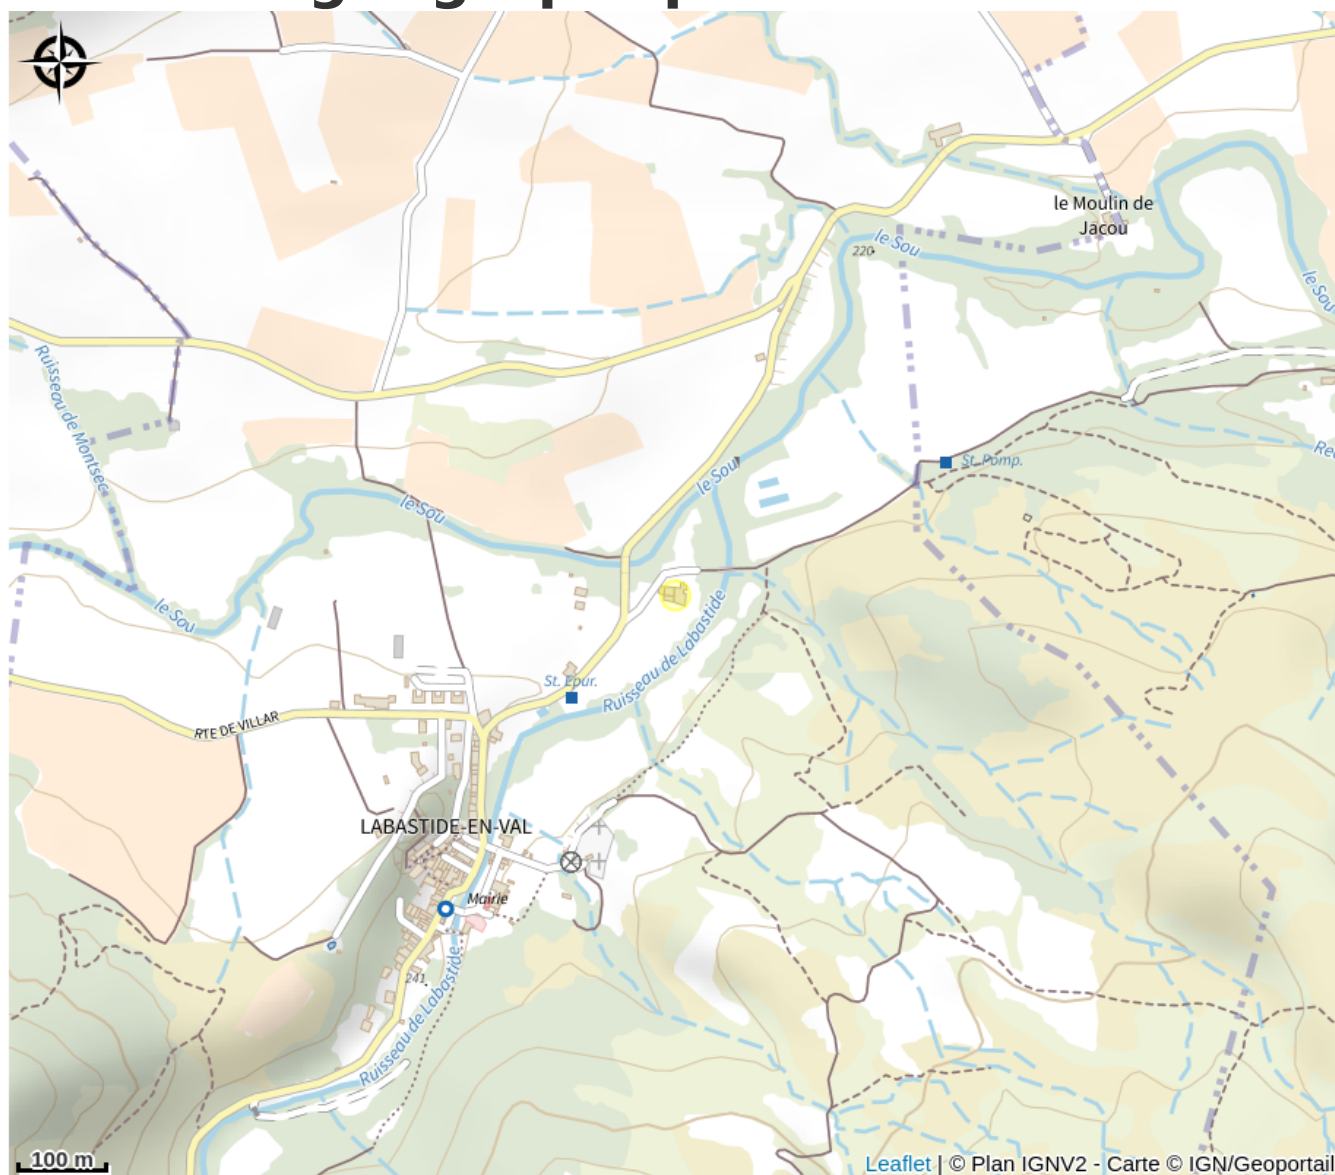 le Moulin de
Jacou
le Sou
220
le Sou
Ruisseau de Montsec
St. Pomp.
le Sou
le Sou
le Sou
Ruisseau de Labastide
St. Epur.
RTE DE VILLAR
LABASTIDE-EN-VAL
Mairie
241
Ruisseau de Labastide
100 m
Leaflet | © Plan IGNV2 - Carte © IGN/Geoportail